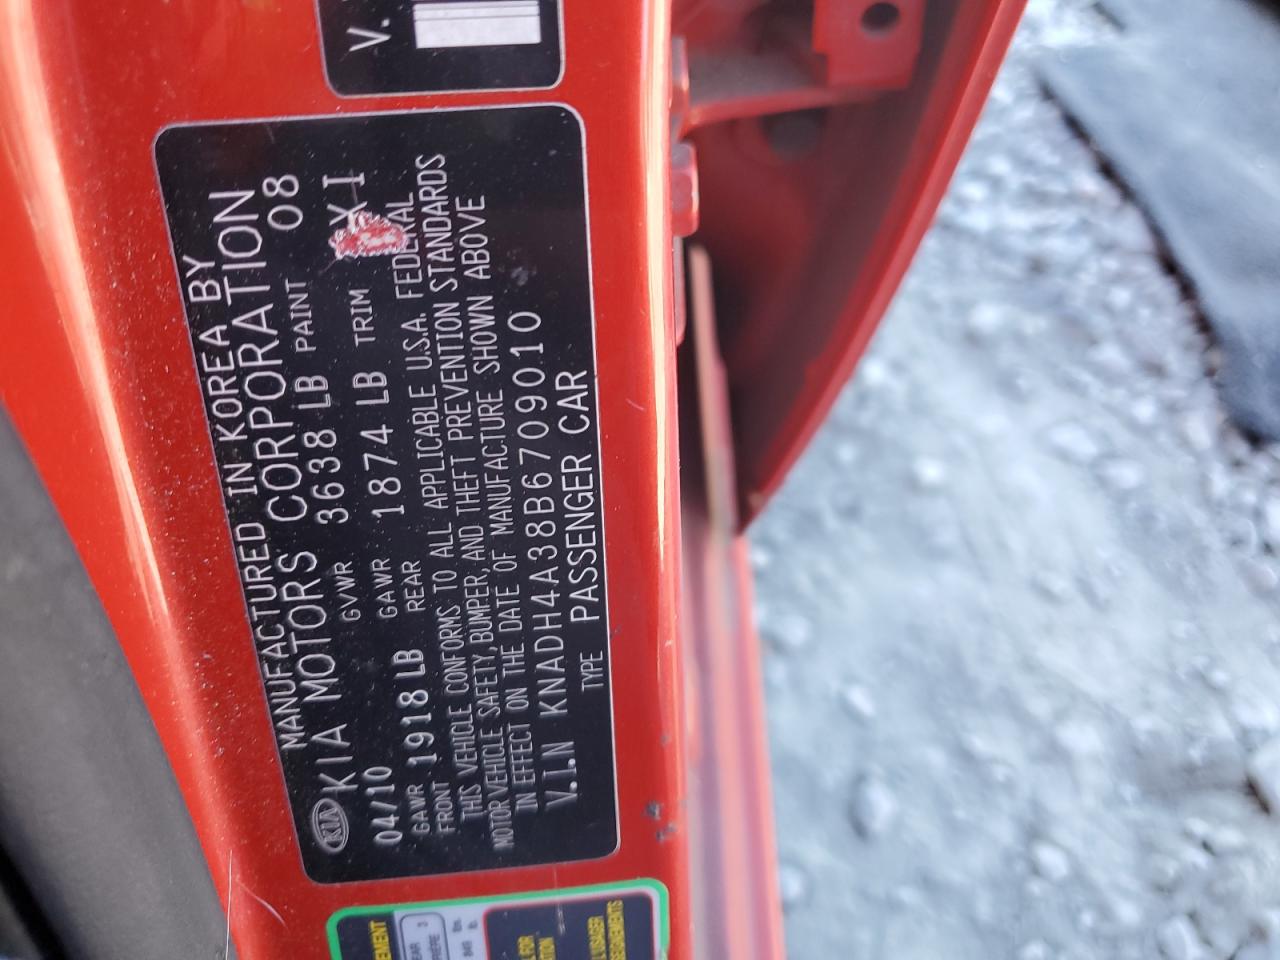 V.
MANUFACTURED IN KOREA BY
KIA KIA MOTORS CORPORATION
04/10 GVWR 3638 LB PAINT 08
GAWR FRONT 1918 LB GAWR REAR 1874 LB TRIM XI
THIS VEHICLE CONFORMS TO ALL APPLICABLE U.S.A. FEDERAL
MOTOR VEHICLE SAFETY, BUMPER, AND THEFT PREVENTION STANDARDS
IN EFFECT ON THE DATE OF MANUFACTURE SHOWN ABOVE
V.I.N KNADH4A38B6709010
TYPE PASSENGER CAR